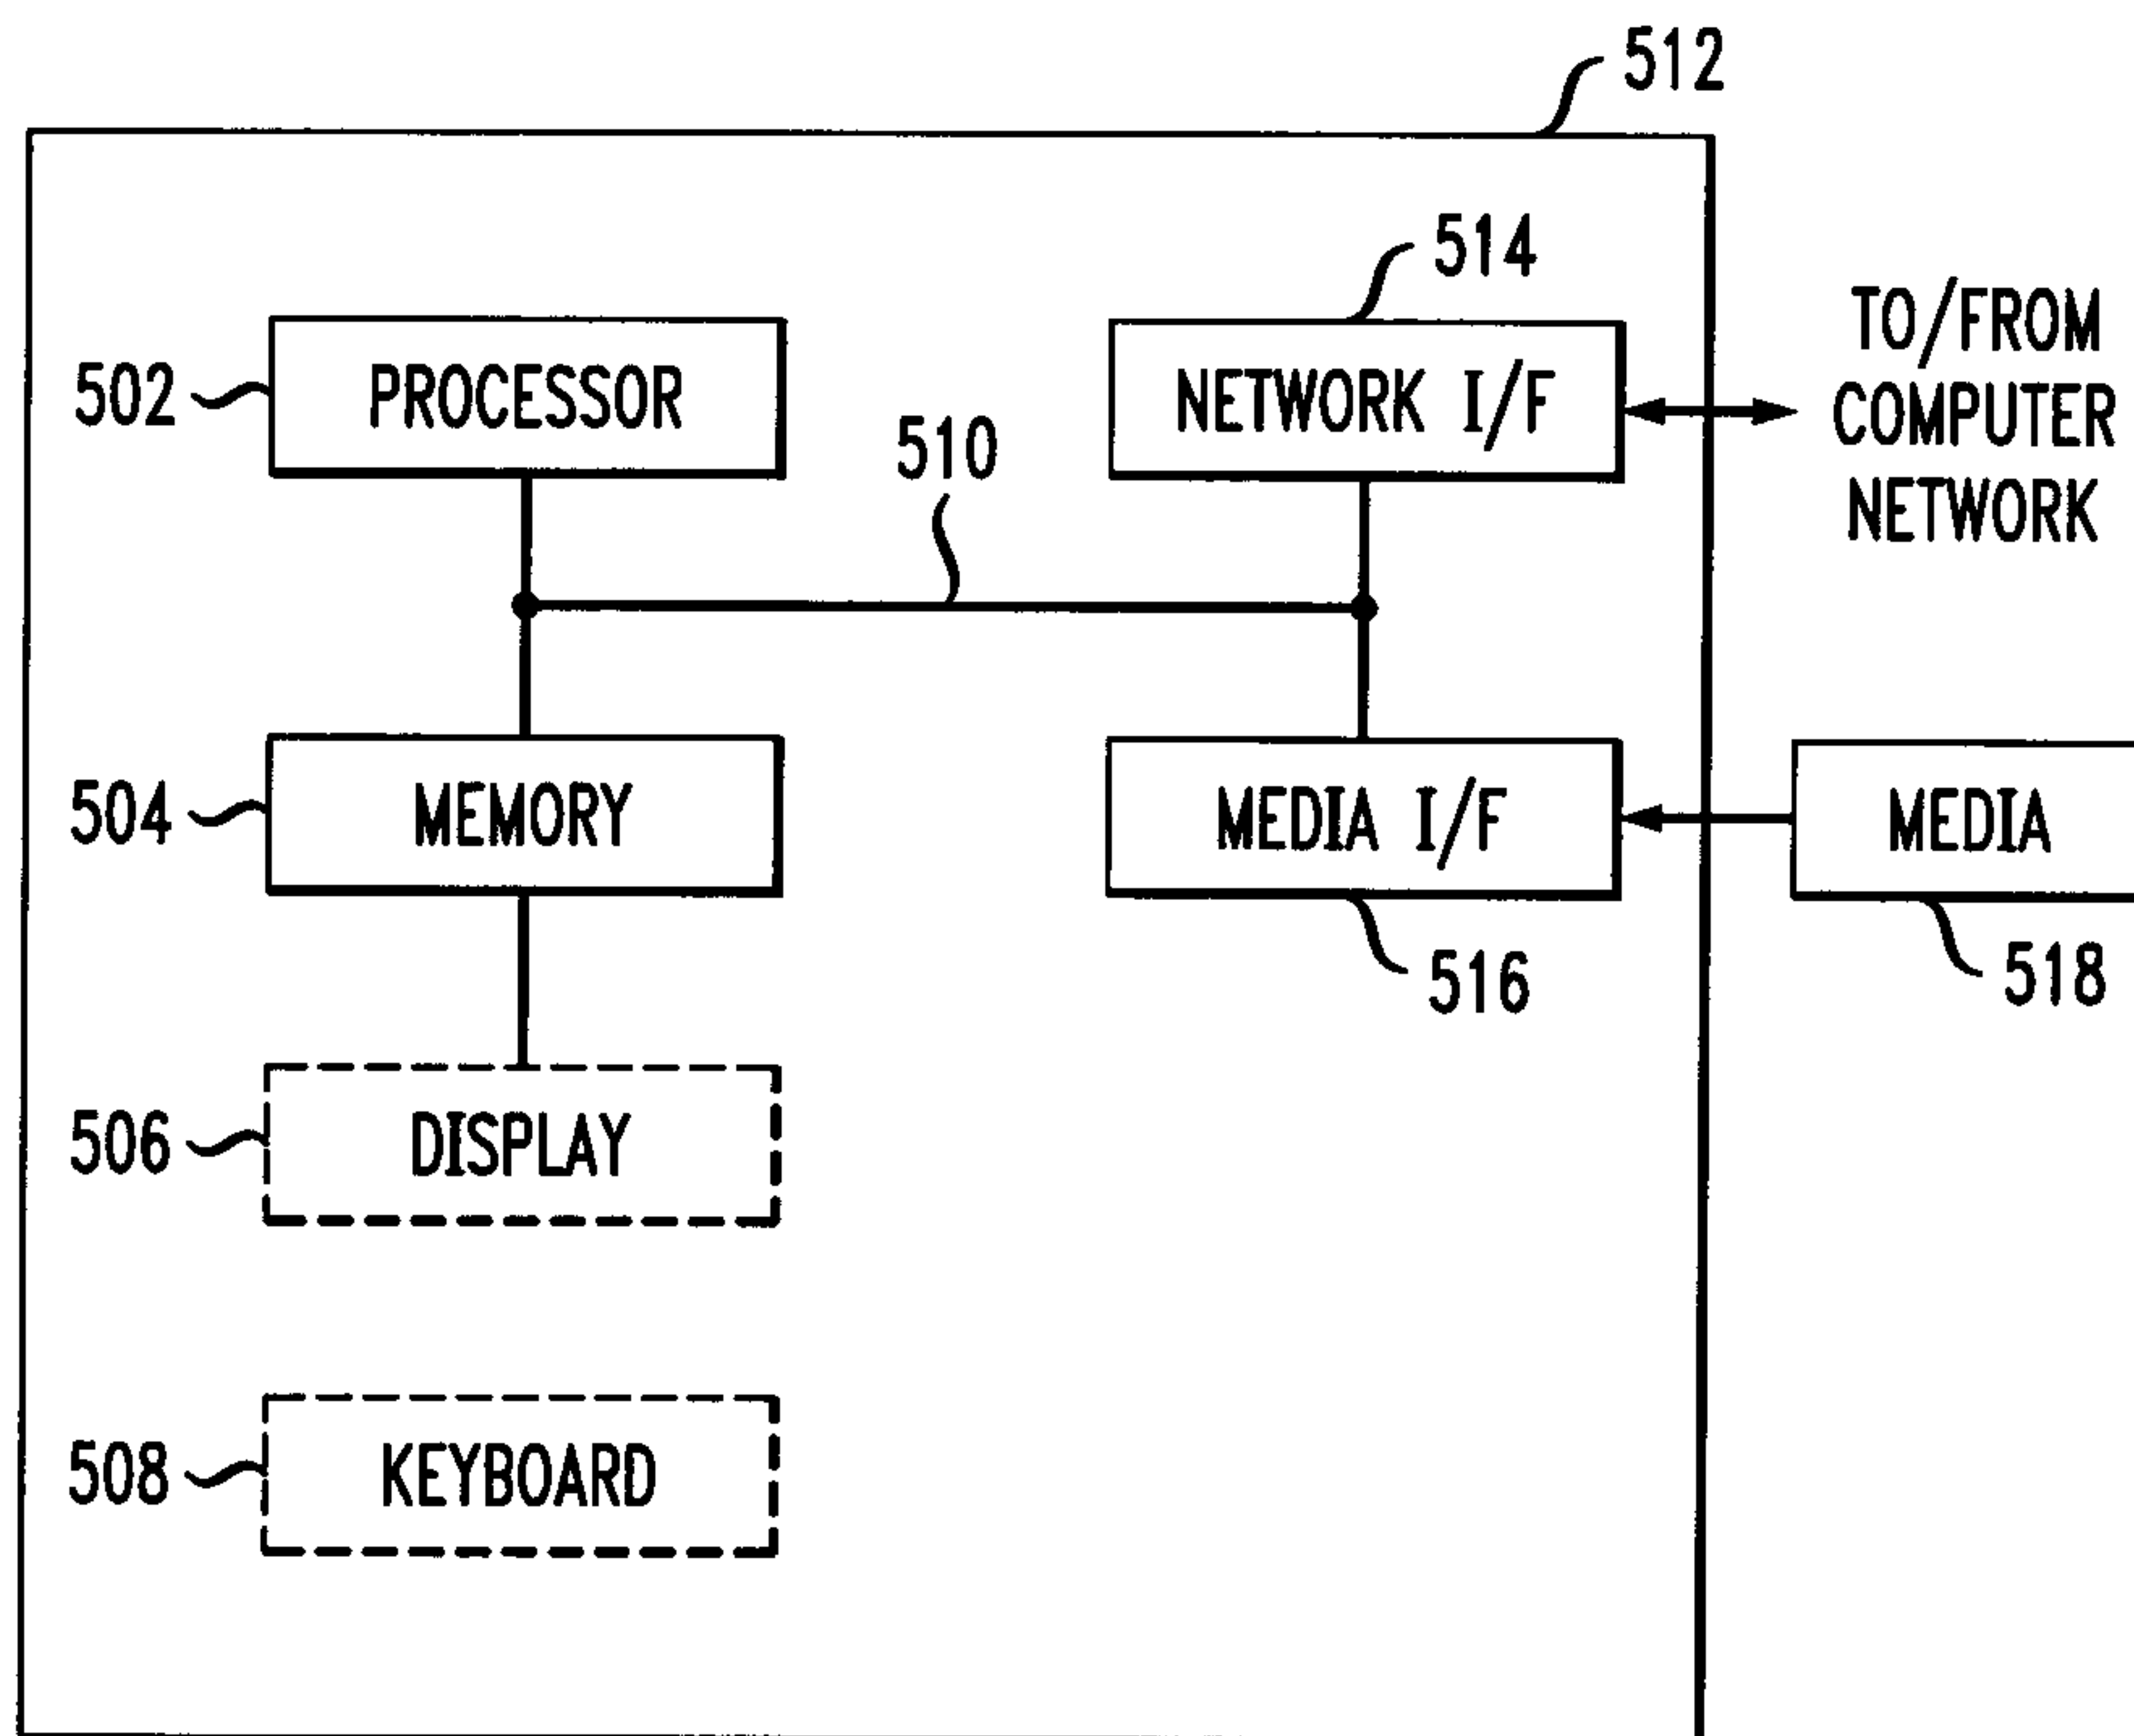 512
514
502
PROCESSOR
NETWORK I/F
TO/FROM
COMPUTER
NETWORK
510
504
MEMORY
MEDIA I/F
MEDIA
516
518
506
DISPLAY
508
KEYBOARD